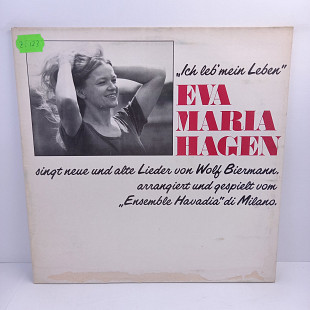 „Ich leb' mein Leben"
EVA
MARIA
HAGEN
singt neue und alte Lieder von Wolf Biermann,
arrangiert und gespielt vom
„Ensemble Havadia" di Milano.